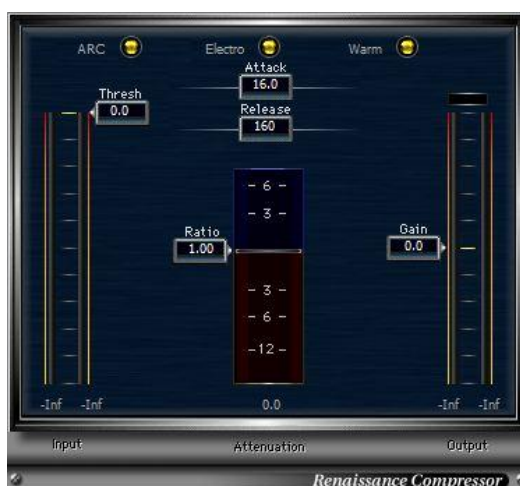 ARC Electro Warm
Attack
16.0
Thresh
0.0
Release
160
- 6 -
- 3 -
Ratio
1.00
Gain
0.0
- 3 -
- 6 -
-12-
-Inf -Inf 0.0 -Inf -Inf
Input Attenuation Output
Renaissance Compressor